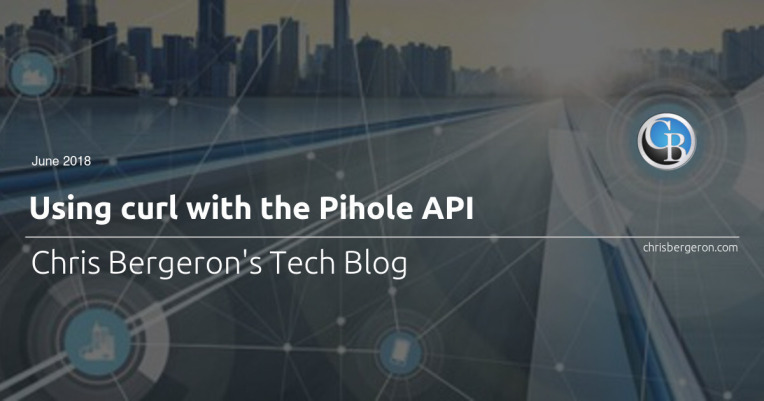 June 2018
CB
Using curl with the Pihole API
chrisbergeron.com
Chris Bergeron's Tech Blog